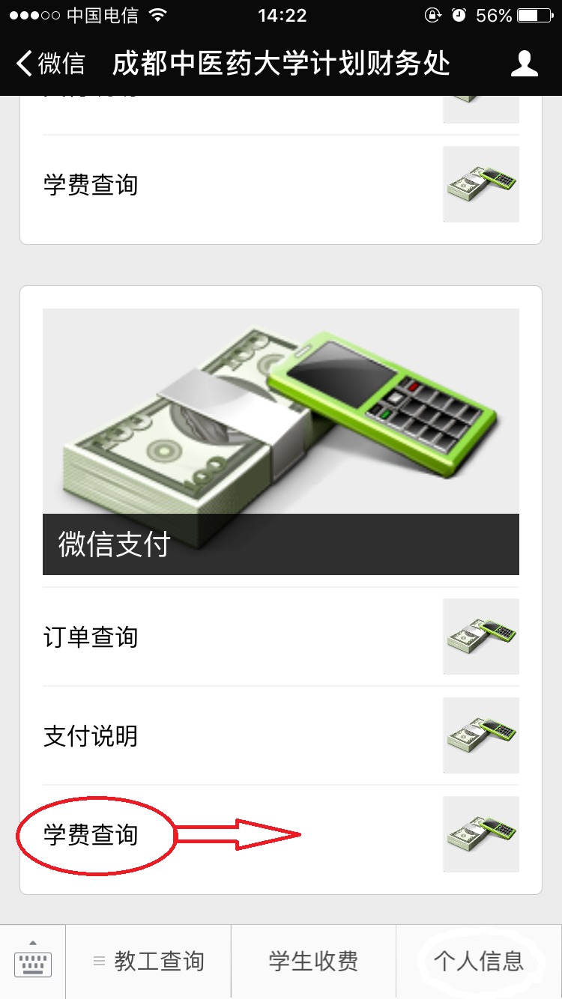 中国电信 14:22 56%
微信 成都中医药大学计划财务处
学费查询
微信支付
订单查询
支付说明
学费查询
教工查询 学生收费 个人信息